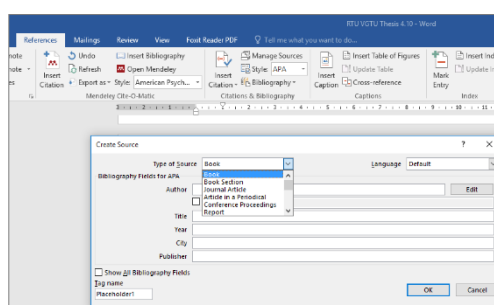 RTU VGTU Thesis 4.10 - Word
References Mailings Review View Foxit Reader PDF Tell me what you want to do...
Undo Insert Bibliography Manage Sources Insert Table of Figures
Refresh Open Mendeley Style: APA Update Table
Insert Citation Export as Style: American Psych... Insert Citation Bibliography Insert Caption Cross-reference Mark Entry
Mendeley Cite-O-Matic Citations & Bibliography Captions Index
Create Source ? X
Type of Source Book Language Default
Book
Bibliography Fields for APA
Book Section
Journal Article
Author Edit
Article in a Periodical
Conference Proceedings
Report
Title
Year
City
Publisher
Show All Bibliography Fields
Tag name
Placeholder1
OK Cancel